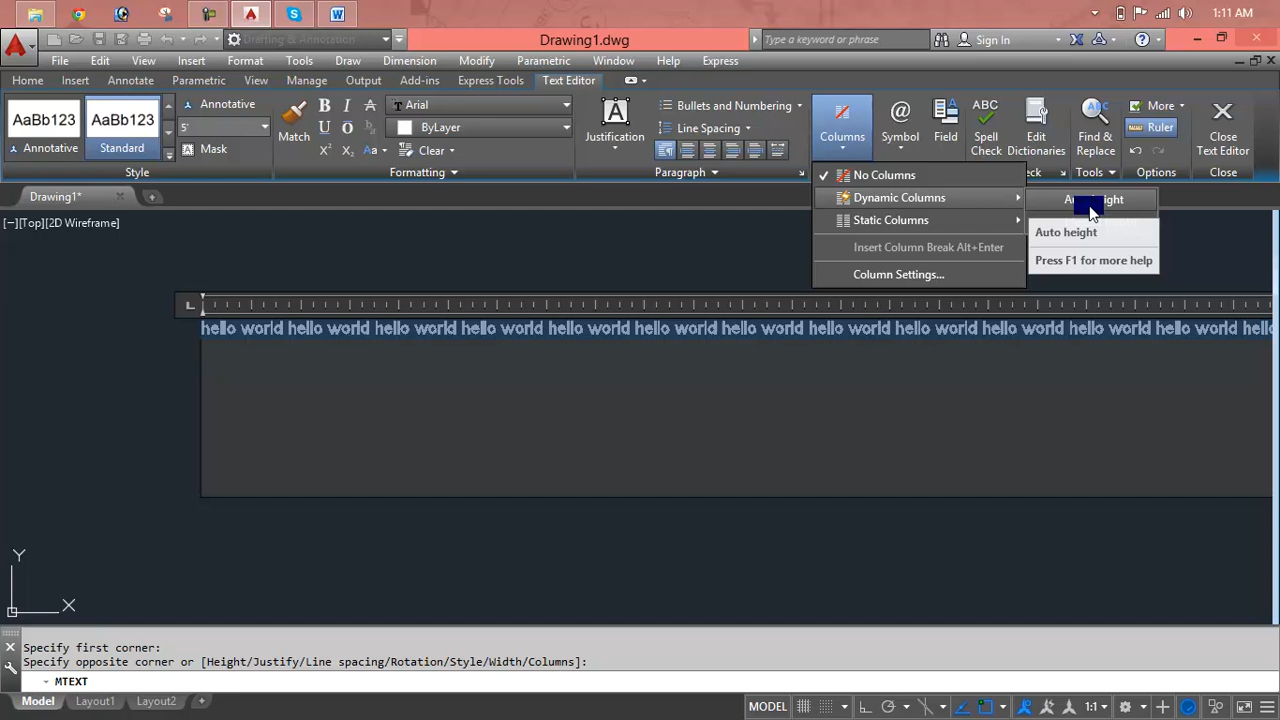 1:11 AM
Drafting & Annotation
Drawing1.dwg
Type a keyword or phrase
Sign In
File Edit View Insert Format Tools Draw Dimension Modify Parametric Window Help Express
Home Insert Annotate Parametric View Manage Output Add-ins Express Tools Text Editor
AaBb123 AaBb123 Annotative
Annotative Standard
5'
Mask
Style
Match
B I A Arial
U O ByLayer
Clear
Formatting
A
Justification
Bullets and Numbering
Line Spacing
Paragraph
Columns
@
Symbol
Field
ABC
Spell
Check
Edit
Dictionaries
Find &
Replace
Tools
More
Ruler
Options
Close
Text Editor
Close
No Columns
Dynamic Columns
Static Columns
Insert Column Break Alt+Enter
Column Settings...
Auto height
Press F1 for more help
Drawing1*
[−][Top][2D Wireframe]
hello world hello world hello world hello world hello world hello world hello world hello world hello world hello world hello world hello world hello
Y
X
Specify first corner:
Specify opposite corner or [Height/Justify/Line spacing/Rotation/Style/Width/Columns]:
MTEXT
Model Layout1 Layout2
MODEL 1:1